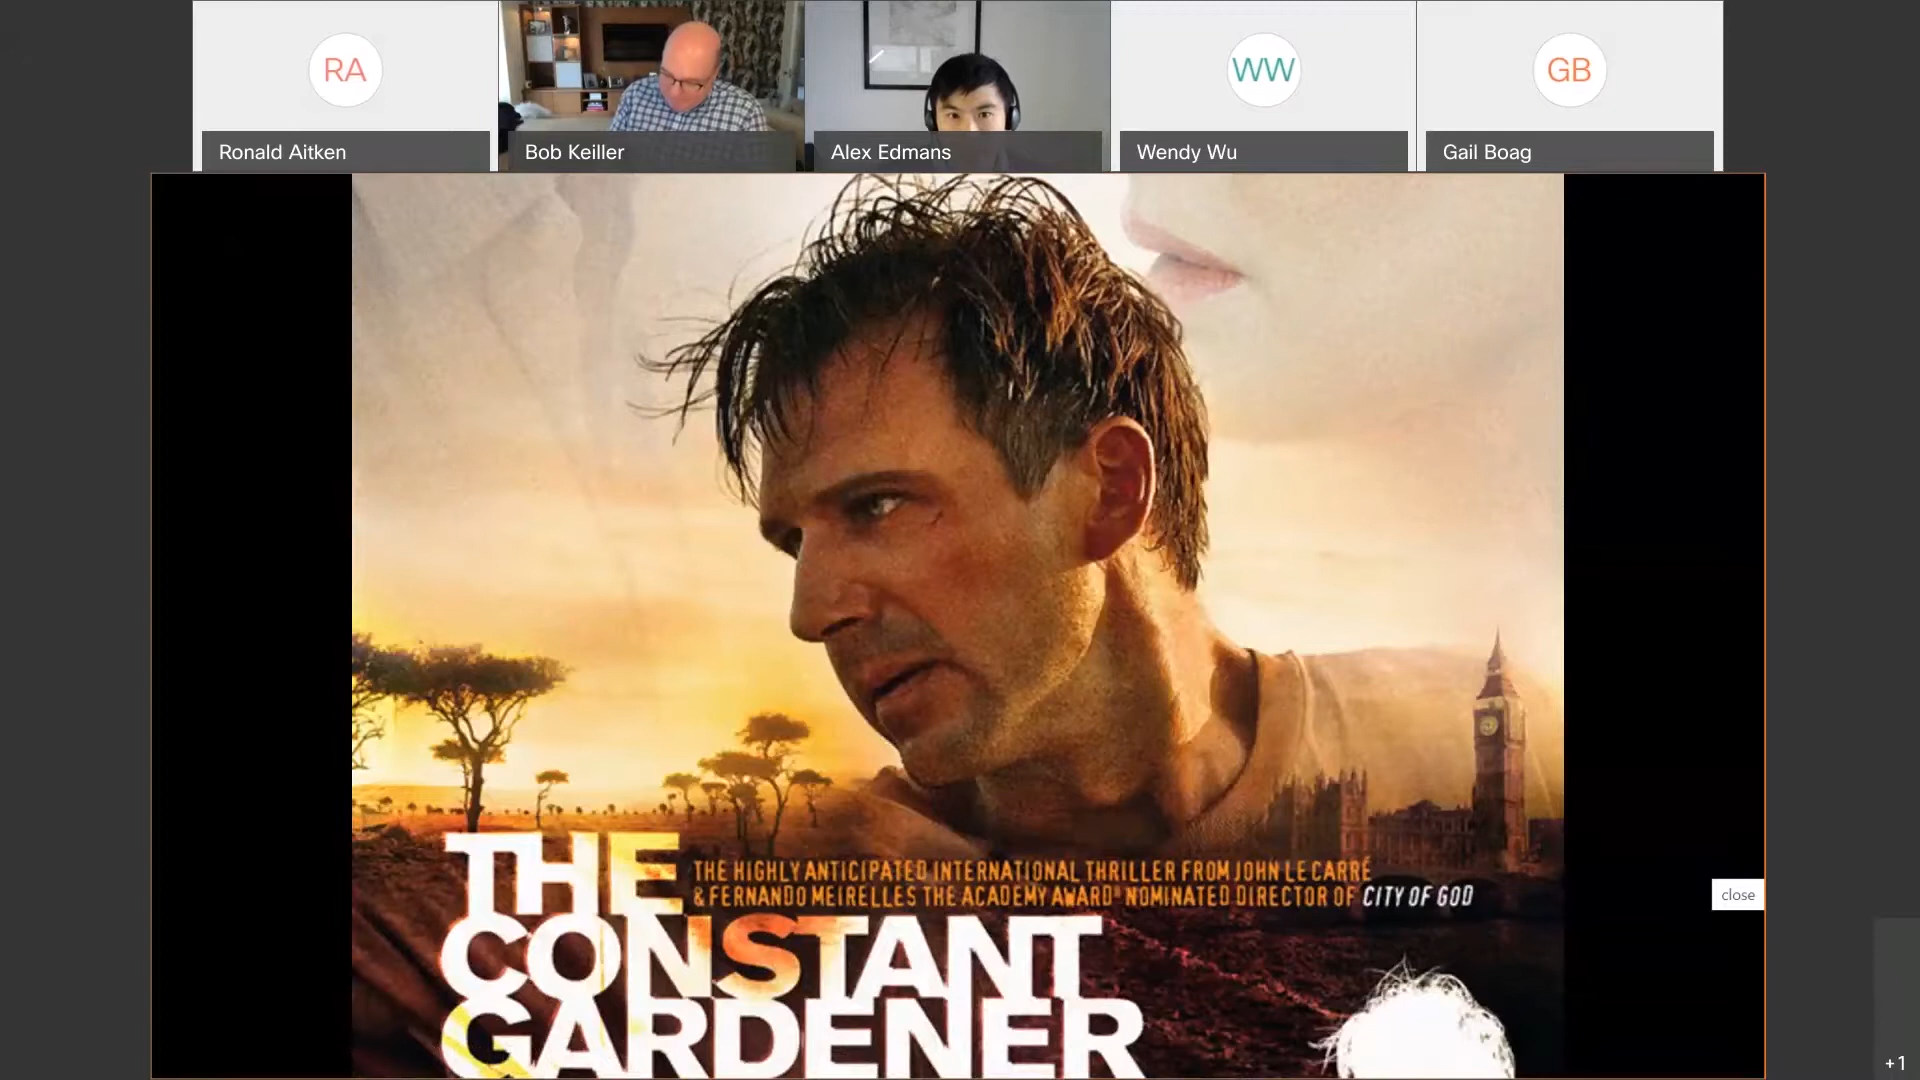 RA
Ronald Aitken
Bob Keiller
Alex Edmans
WW
Wendy Wu
GB
Gail Boag
THE
THE HIGHLY ANTICIPATED INTERNATIONAL THRILLER FROM JOHN LE CARRÉ
& FERNANDO MEIRELLES THE ACADEMY AWARD® NOMINATED DIRECTOR OF CITY OF GOD
CONSTANT
GARDENER
close
+1